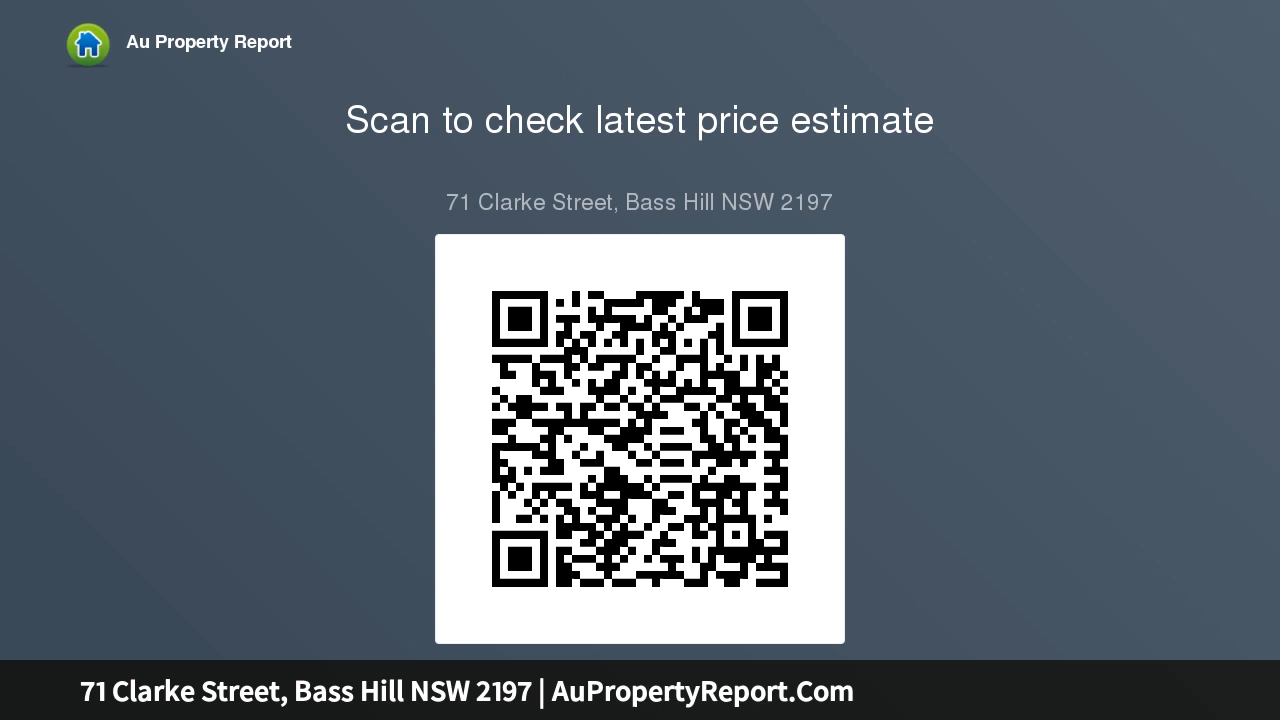 Au Property Report
Scan to check latest price estimate
71 Clarke Street, Bass Hill NSW 2197
71 Clarke Street, Bass Hill NSW 2197 | AuPropertyReport.Com